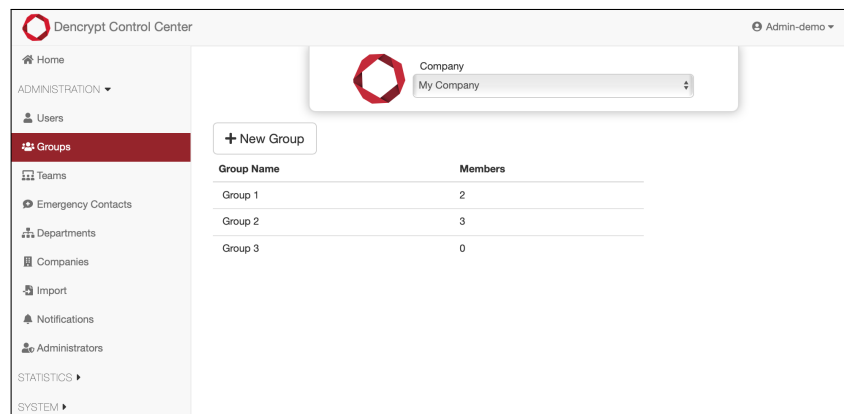 Dencrypt Control Center
Admin-demo
Home
ADMINISTRATION
Users
Groups
Teams
Emergency Contacts
Departments
Companies
Import
Notifications
Administrators
STATISTICS
SYSTEM
Company
My Company
+ New Group
Group Name Members
Group 1 2
Group 2 3
Group 3 0